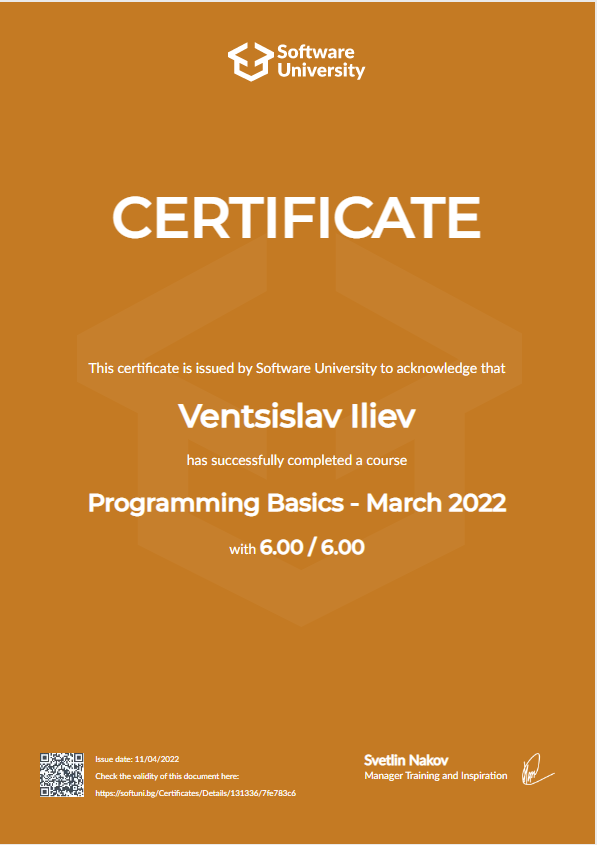 Software
University
CERTIFICATE
This certificate is issued by Software University to acknowledge that
Ventsislav Iliev
has successfully completed a course
Programming Basics - March 2022
with 6.00 / 6.00
Issue date: 11/04/2022
Check the validity of this document here:
https://softuni.bg/Certificates/Details/131336/7fe783c6
Svetlin Nakov
Manager Training and Inspiration